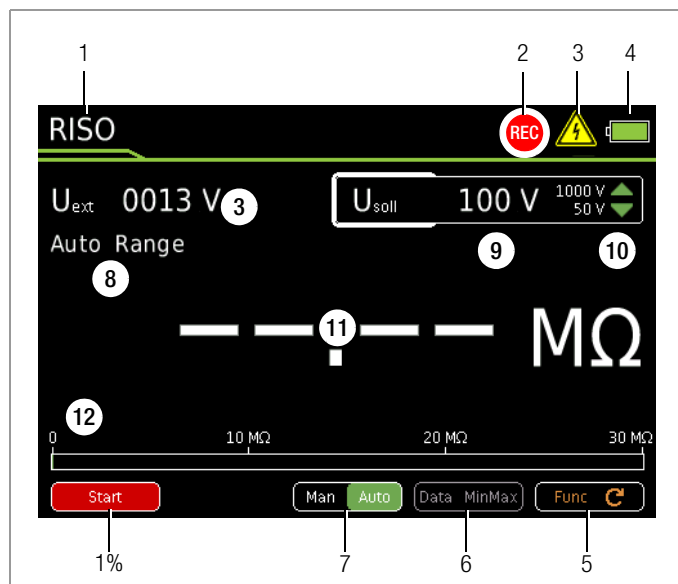 1 2 3 4
RISO REC
Uext 0013 V 3 Usoll 100 V 1000 V
50 V
Auto Range 9 10
8
11 MΩ
12
0 10 MΩ 20 MΩ 30 MΩ
Start Man Auto Data MinMax Func
1% 7 6 5